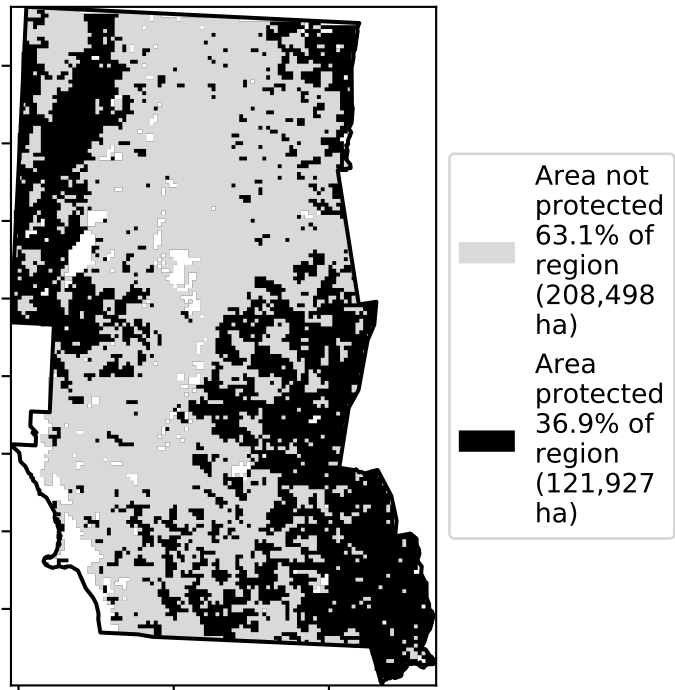 Area not
protected
63.1% of
region
(208,498
ha)
Area
protected
36.9% of
region
(121,927
ha)